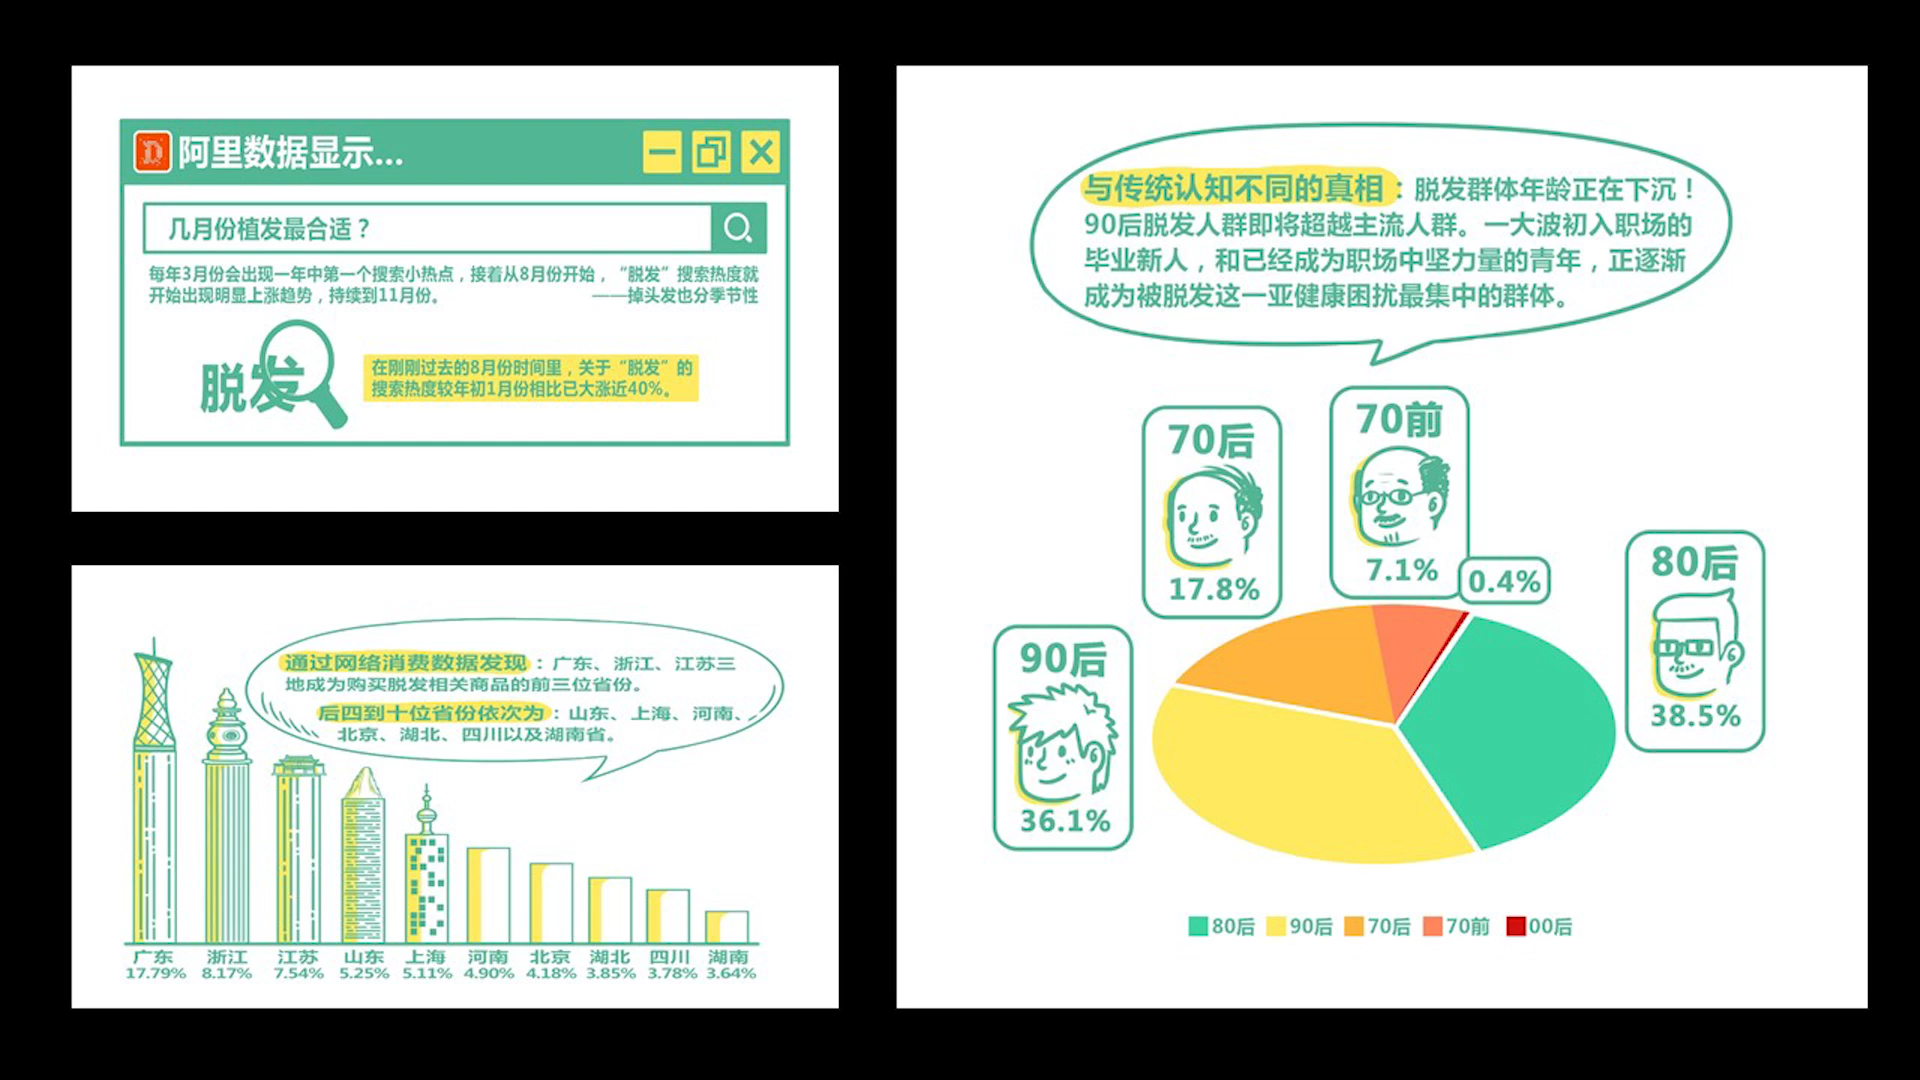 阿里数据显示...
几月份植发最合适？
每年3月份会出现一年中第一个搜索小热点，接着从8月份开始，“脱发”搜索热度就
开始出现明显上涨趋势，持续到11月份。
——掉头发也分季节性
脱发
在刚刚过去的8月份时间里，关于“脱发”的
搜索热度较年初1月份相比已大涨近40%。
通过网络消费数据发现：广东、浙江、江苏三
地成为购买脱发相关商品的前三位省份。
后四到十位省份依次为：山东、上海、河南、
北京、湖北、四川以及湖南省。
广东 浙江 江苏 山东 上海 河南 北京 湖北 四川 湖南
17.79% 8.17% 7.54% 5.25% 5.11% 4.90% 4.18% 3.85% 3.78% 3.64%
与传统认知不同的真相：脱发群体年龄正在下沉！
90后脱发人群即将超越主流人群。一大波初入职场的
毕业新人，和已经成为职场中坚力量的青年，正逐渐
成为被脱发这一亚健康困扰最集中的群体。
70后
17.8%
70前
7.1%
0.4%
80后
38.5%
90后
36.1%
80后 90后 70后 70前 00后